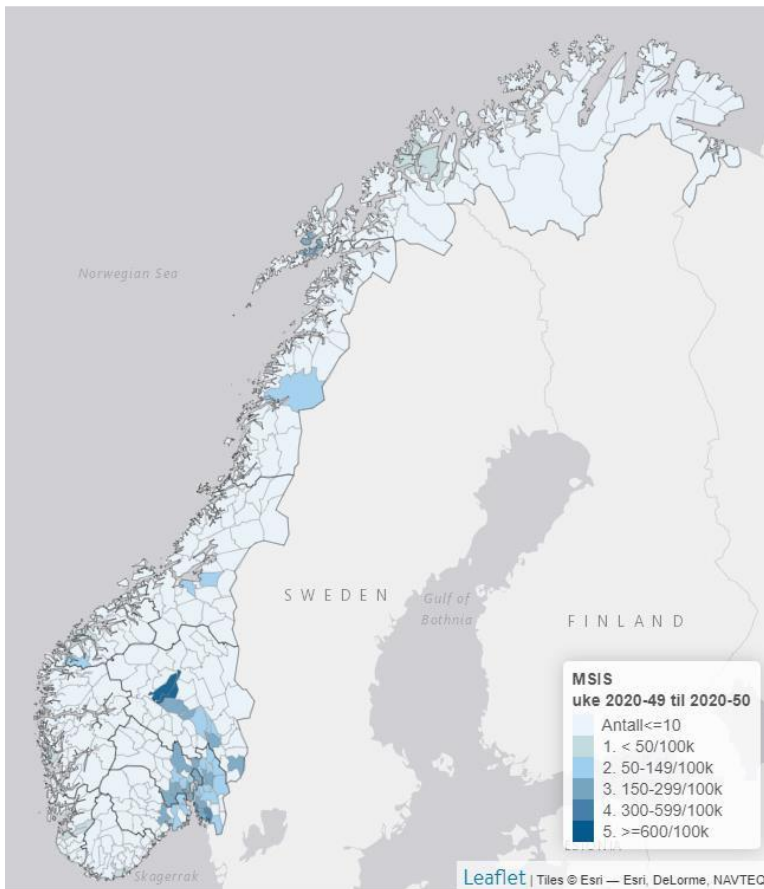 Norwegian Sea
SWEDEN
Gulf of
Bothnia
FINLAND
MSIS
uke 2020-49 til 2020-50
Antall<=10
1. < 50/100k
2. 50-149/100k
3. 150-299/100k
4. 300-599/100k
5. >=600/100k
Skagerrak
Leaflet | Tiles © Esri — Esri, DeLorme, NAVTEQ